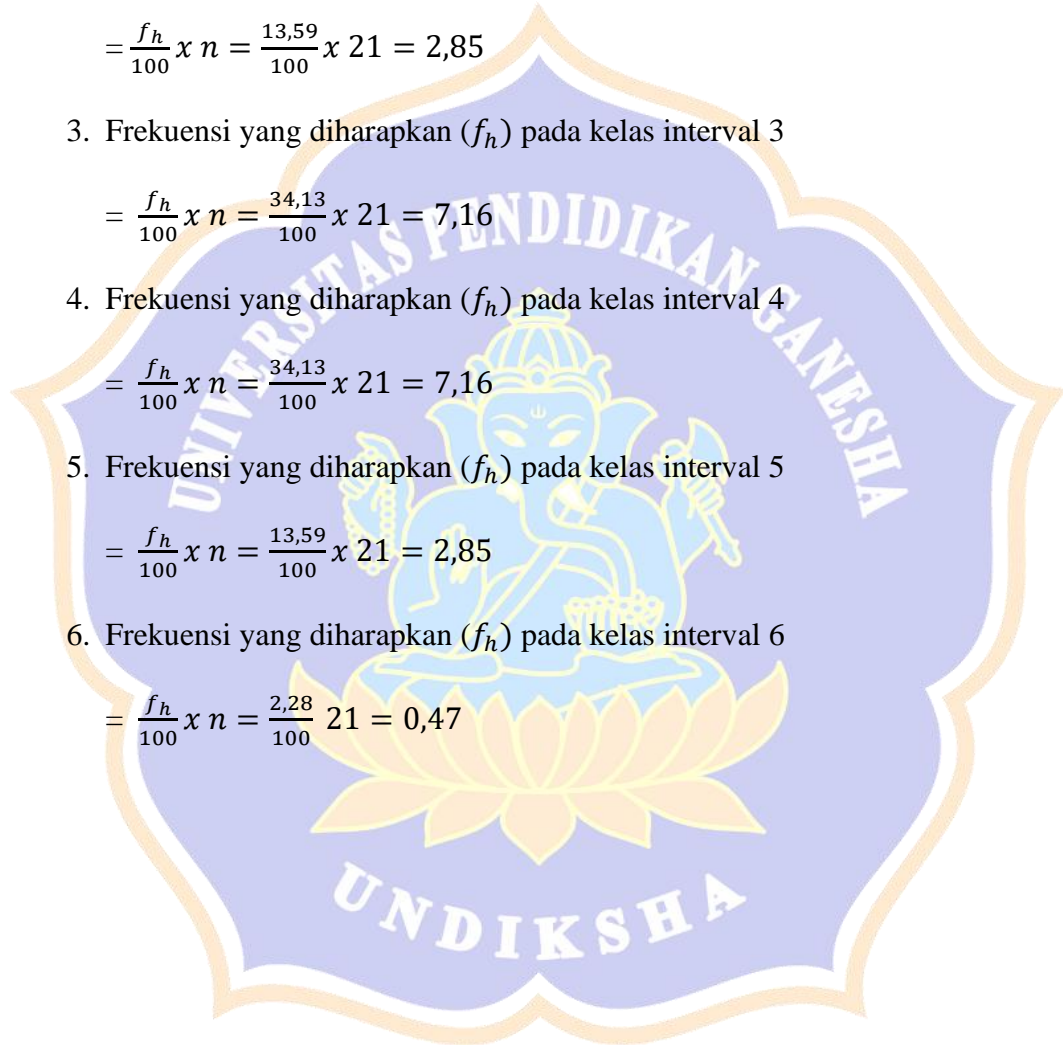 = f_h/100 x n = 13,59/100 x 21 = 2,85
3. Frekuensi yang diharapkan (f_h) pada kelas interval 3
= f_h/100 x n = 34,13/100 x 21 = 7,16
4. Frekuensi yang diharapkan (f_h) pada kelas interval 4
= f_h/100 x n = 34,13/100 x 21 = 7,16
5. Frekuensi yang diharapkan (f_h) pada kelas interval 5
= f_h/100 x n = 13,59/100 x 21 = 2,85
6. Frekuensi yang diharapkan (f_h) pada kelas interval 6
= f_h/100 x n = 2,28/100 21 = 0,47
UNIVERSITAS PENDIDIKAN GANESHA
UNDIKSHA